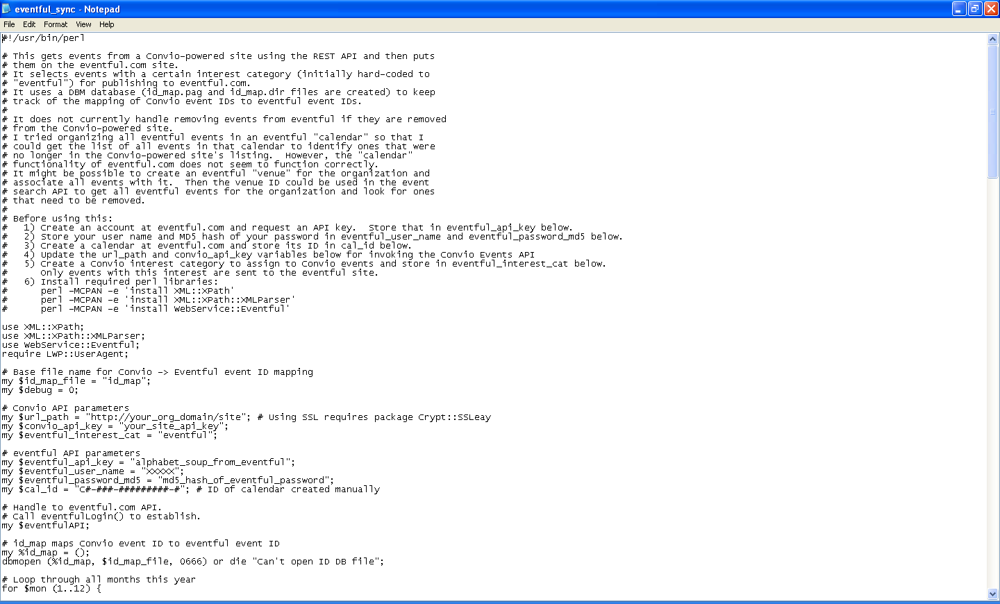 eventful_sync - Notepad
File Edit Format View Help
#!/usr/bin/perl

# This gets events from a Convio-powered site using the REST API and then puts
# them on the eventful.com site.
# It selects events with a certain interest category (initially hard-coded to
# "eventful") for publishing to eventful.com.
# It uses a DBM database (id_map.pag and id_map.dir files are created) to keep
# track of the mapping of Convio event IDs to eventful event IDs.
#
# It does not currently handle removing events from eventful if they are removed
# from the Convio-powered site.
# I tried organizing all eventful events in an eventful "calendar" so that I
# could get the list of all events in that calendar to identify ones that were
# no longer in the Convio-powered site's listing.  However, the "calendar"
# functionality of eventful.com does not seem to function correctly.
# It might be possible to create an eventful "venue" for the organization and
# associate all events with it.  Then the venue ID could be used in the event
# search API to get all eventful events for the organization and look for ones
# that need to be removed.
#
# Before using this:
#   1) Create an account at eventful.com and request an API key.  Store that in eventful_api_key below.
#   2) Store your user name and MD5 hash of your password in eventful_user_name and eventful_password_md5 below.
#   3) Create a calendar at eventful.com and store its ID in cal_id below.
#   4) Update the url_path and convio_api_key variables below for invoking the Convio Events API
#   5) Create a Convio interest category to assign to Convio events and store in eventful_interest_cat below.
#      Only events with this interest are sent to the eventful site.
#   6) Install required perl libraries:
#      perl -MCPAN -e 'install XML::XPath'
#      perl -MCPAN -e 'install XML::XPath::XMLParser'
#      perl -MCPAN -e 'install WebService::Eventful'

use XML::XPath;
use XML::XPath::XMLParser;
use WebService::Eventful;
require LWP::UserAgent;

# Base file name for Convio -> Eventful event ID mapping
my $id_map_file = "id_map";
my $debug = 0;

# Convio API parameters
my $url_path = "http://your_org_domain/site"; # Using SSL requires package Crypt::SSLeay
my $convio_api_key = "your_site_api_key";
my $eventful_interest_cat = "eventful";

# eventful API parameters
my $eventful_api_key = "alphabet_soup_from_eventful";
my $eventful_user_name = "XXXXX";
my $eventful_password_md5 = "md5_hash_of_eventful_password";
my $cal_id = "C#-###-#########-#"; # ID of calendar created manually

# Handle to eventful.com API.
# Call eventfulLogin() to establish.
my $eventfulAPI;

# id_map maps Convio event ID to eventful event ID
my %id_map = ();
dbmopen (%id_map, $id_map_file, 0666) or die "Can't open ID DB file";

# Loop through all months this year
for $mon (1..12) {